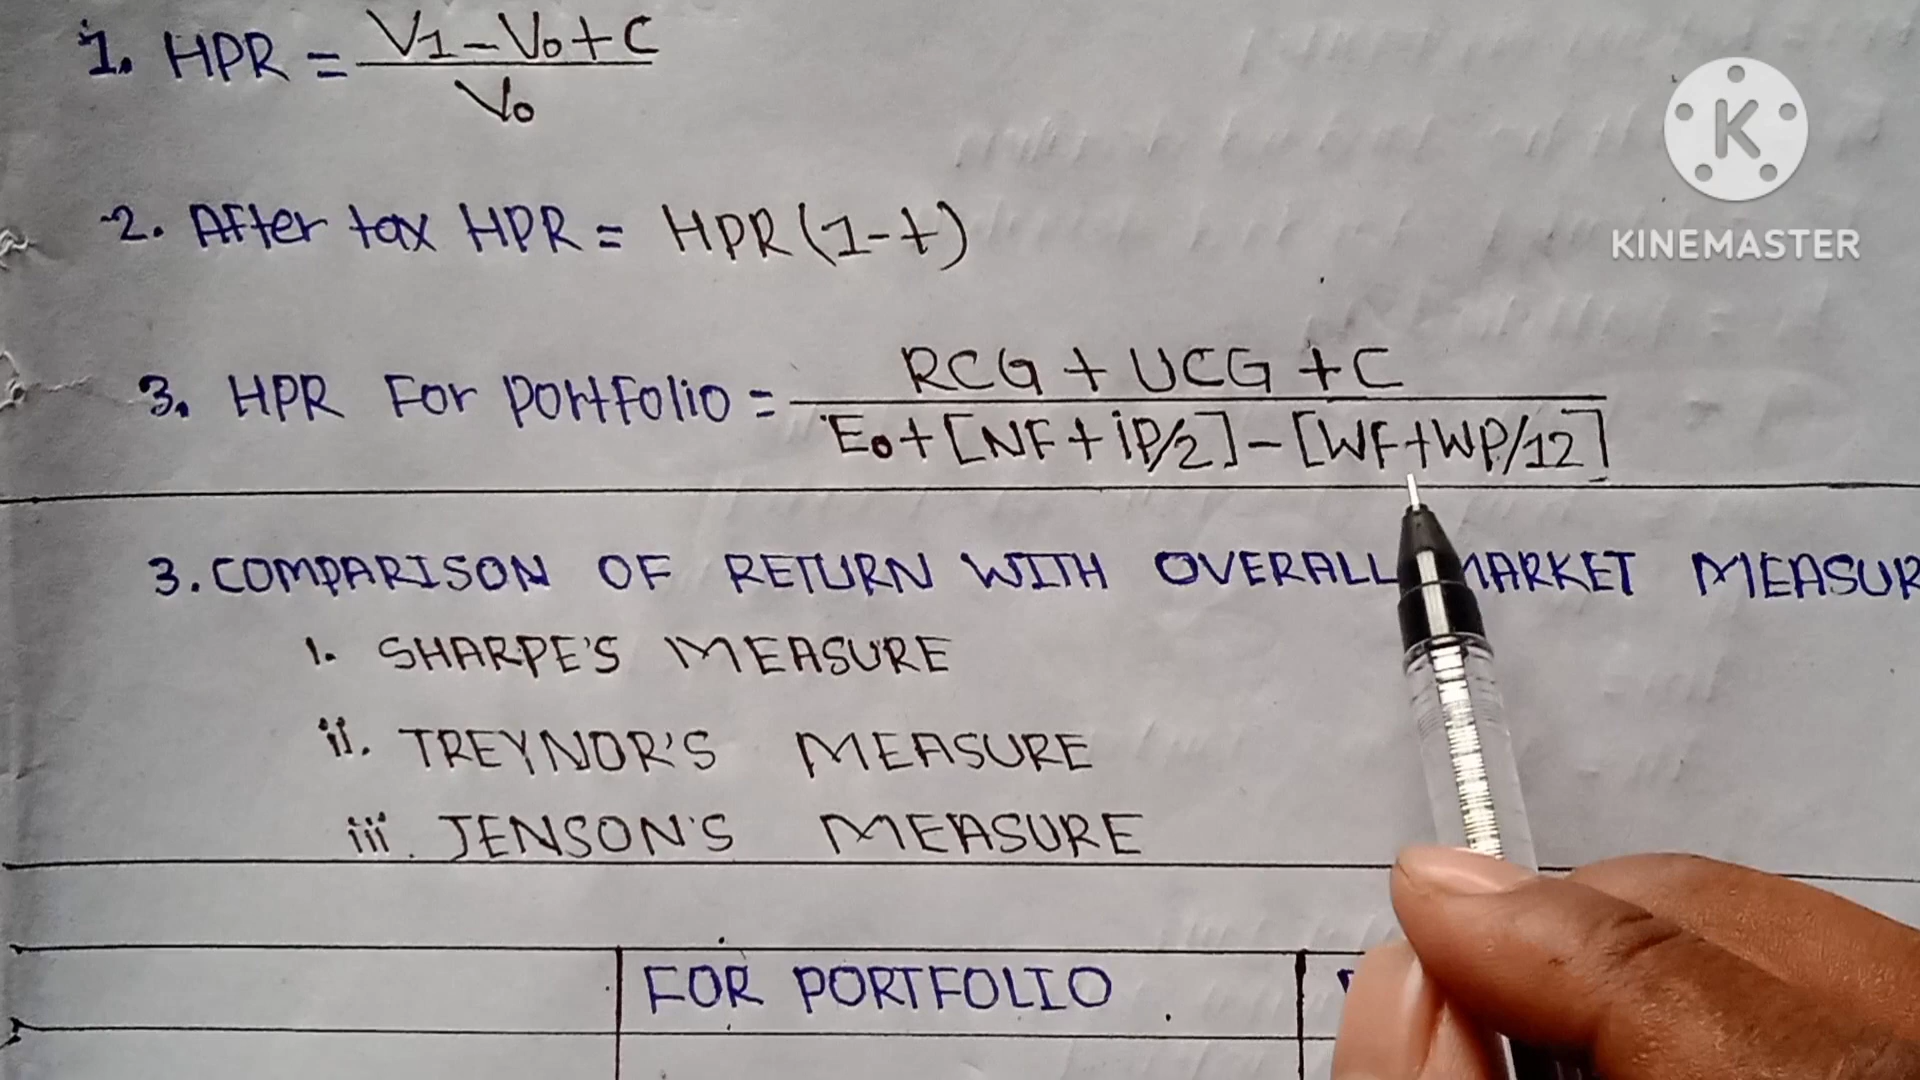 1. HPR = V1 - V0 + C
V0
K
KINEMASTER
2. After tax HPR = HPR (1-t)
3. HPR For Portfolio = RCG + UCG + C
E0 + [NF + iP/2] - [WF+WP/12]
3. COMPARISON OF RETURN WITH OVERALL MARKET MEASUR
i. SHARPE'S MEASURE
ii. TREYNOR'S MEASURE
iii. JENSON'S MEASURE
FOR PORTFOLIO